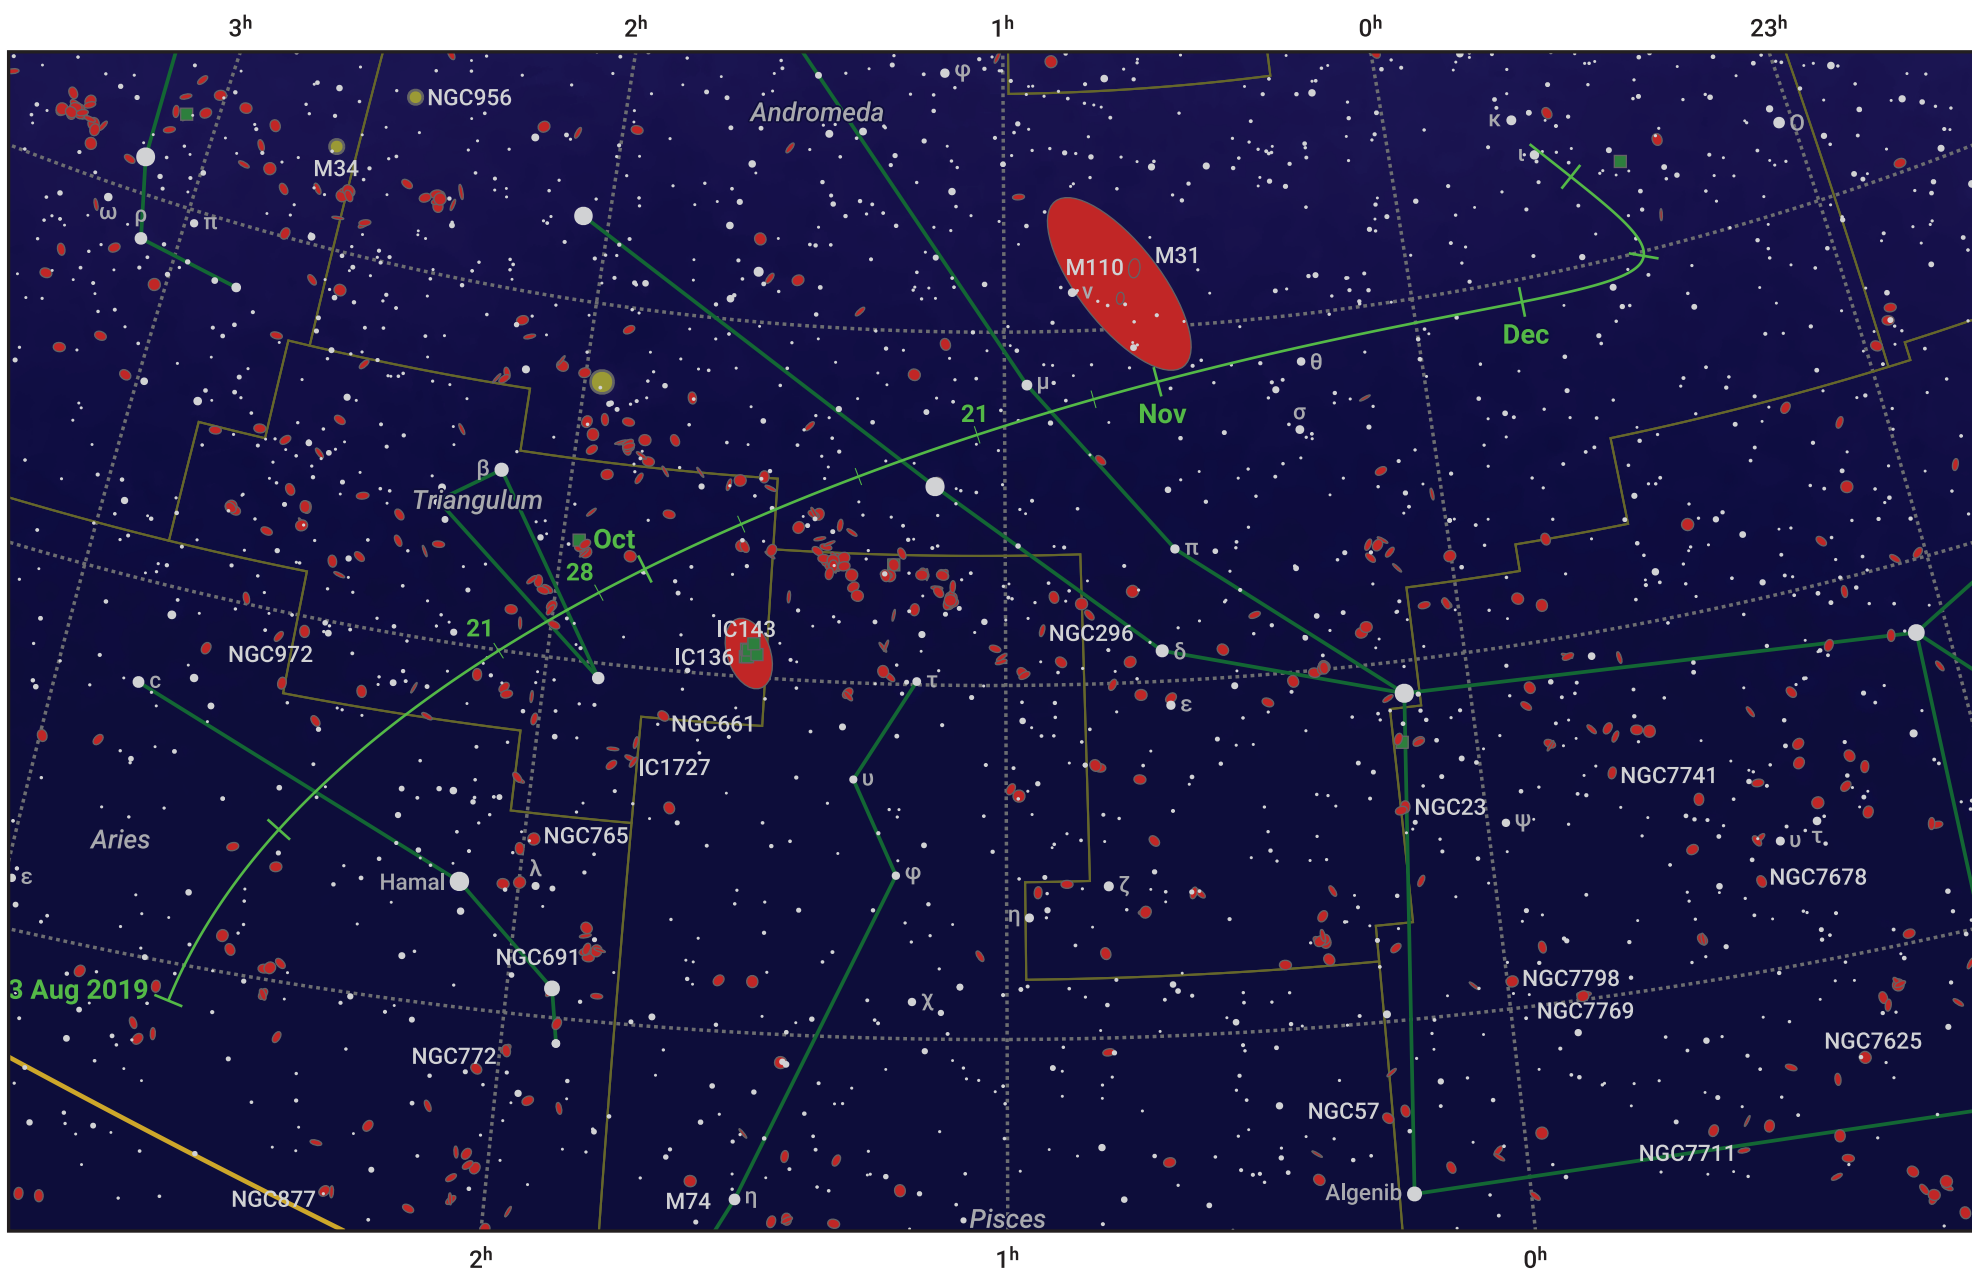 3h 2h 1h 0h 23h
φ
NGC956
Andromeda
κ
O
M34
ι
ω ρ π
M31
M110
ν
Dec
θ
μ
21
Nov
σ
β
Triangulum
Oct
π
28
21
IC143
NGC296
NGC972
IC136
δ
c
τ
ε
NGC661
IC1727
NGC7741
υ
NGC23
ψ
Aries
NGC765
υ τ
ε
Hamal
λ
φ
ζ
NGC7678
η
NGC691
NGC7798
3 Aug 2019
χ
NGC7769
NGC772
NGC7625
NGC57
NGC7711
NGC877
M74 η
Algenib
Pisces
2h 1h 0h